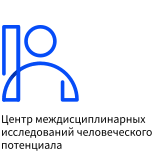 Центр междисциплинарных
исследований человеческого
потенциала